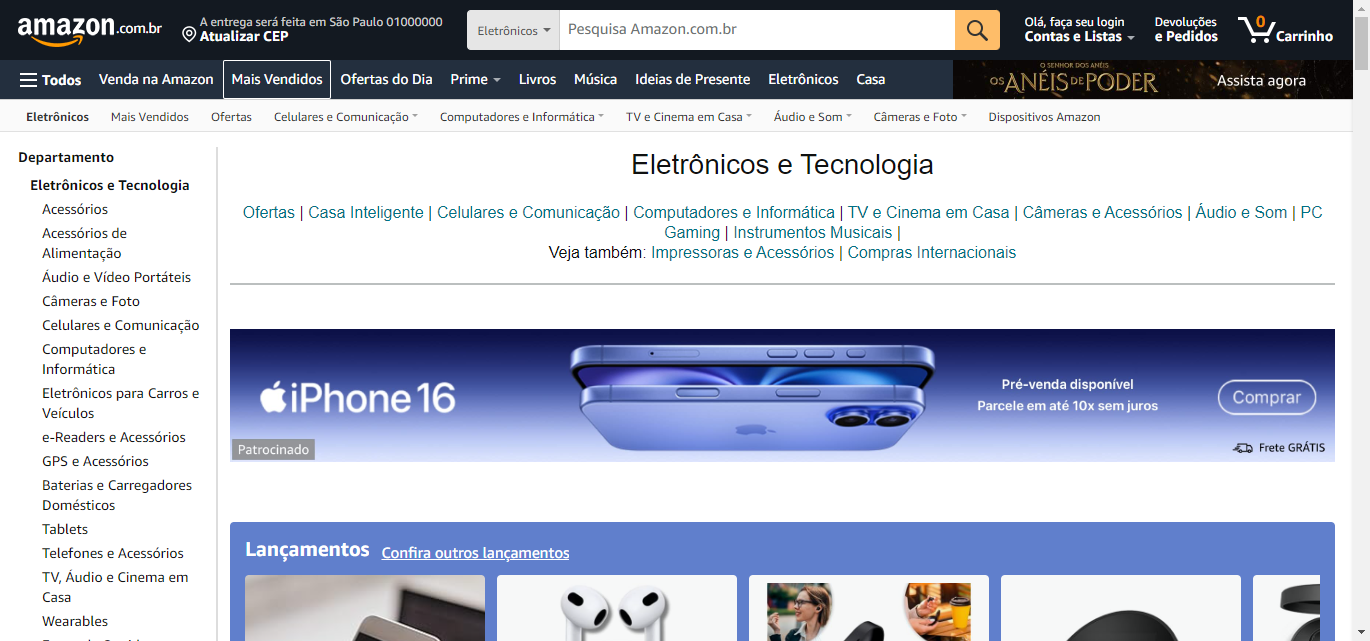 amazon.com.br
A entrega será feita em São Paulo 01000000
Atualizar CEP
Eletrônicos
Pesquisa Amazon.com.br
Olá, faça seu login
Contas e Listas
Devoluções
e Pedidos
0
Carrinho
Todos
Venda na Amazon
Mais Vendidos
Ofertas do Dia
Prime
Livros
Música
Ideias de Presente
Eletrônicos
Casa
O SENHOR DOS ANÉIS
OS ANÉIS DE PODER
Assista agora
Eletrônicos
Mais Vendidos
Ofertas
Celulares e Comunicação
Computadores e Informática
TV e Cinema em Casa
Áudio e Som
Câmeras e Foto
Dispositivos Amazon
Departamento
Eletrônicos e Tecnologia
Acessórios
Acessórios de
Alimentação
Áudio e Vídeo Portáteis
Câmeras e Foto
Celulares e Comunicação
Computadores e
Informática
Eletrônicos para Carros e
Veículos
e-Readers e Acessórios
GPS e Acessórios
Baterias e Carregadores
Domésticos
Tablets
Telefones e Acessórios
TV, Áudio e Cinema em
Casa
Wearables
Eletrônicos e Tecnologia
Ofertas | Casa Inteligente | Celulares e Comunicação | Computadores e Informática | TV e Cinema em Casa | Câmeras e Acessórios | Áudio e Som | PC
Gaming | Instrumentos Musicais |
Veja também: Impressoras e Acessórios | Compras Internacionais
iPhone 16
Pré-venda disponível
Parcele em até 10x sem juros
Comprar
Patrocinado
Frete GRÁTIS
Lançamentos
Confira outros lançamentos